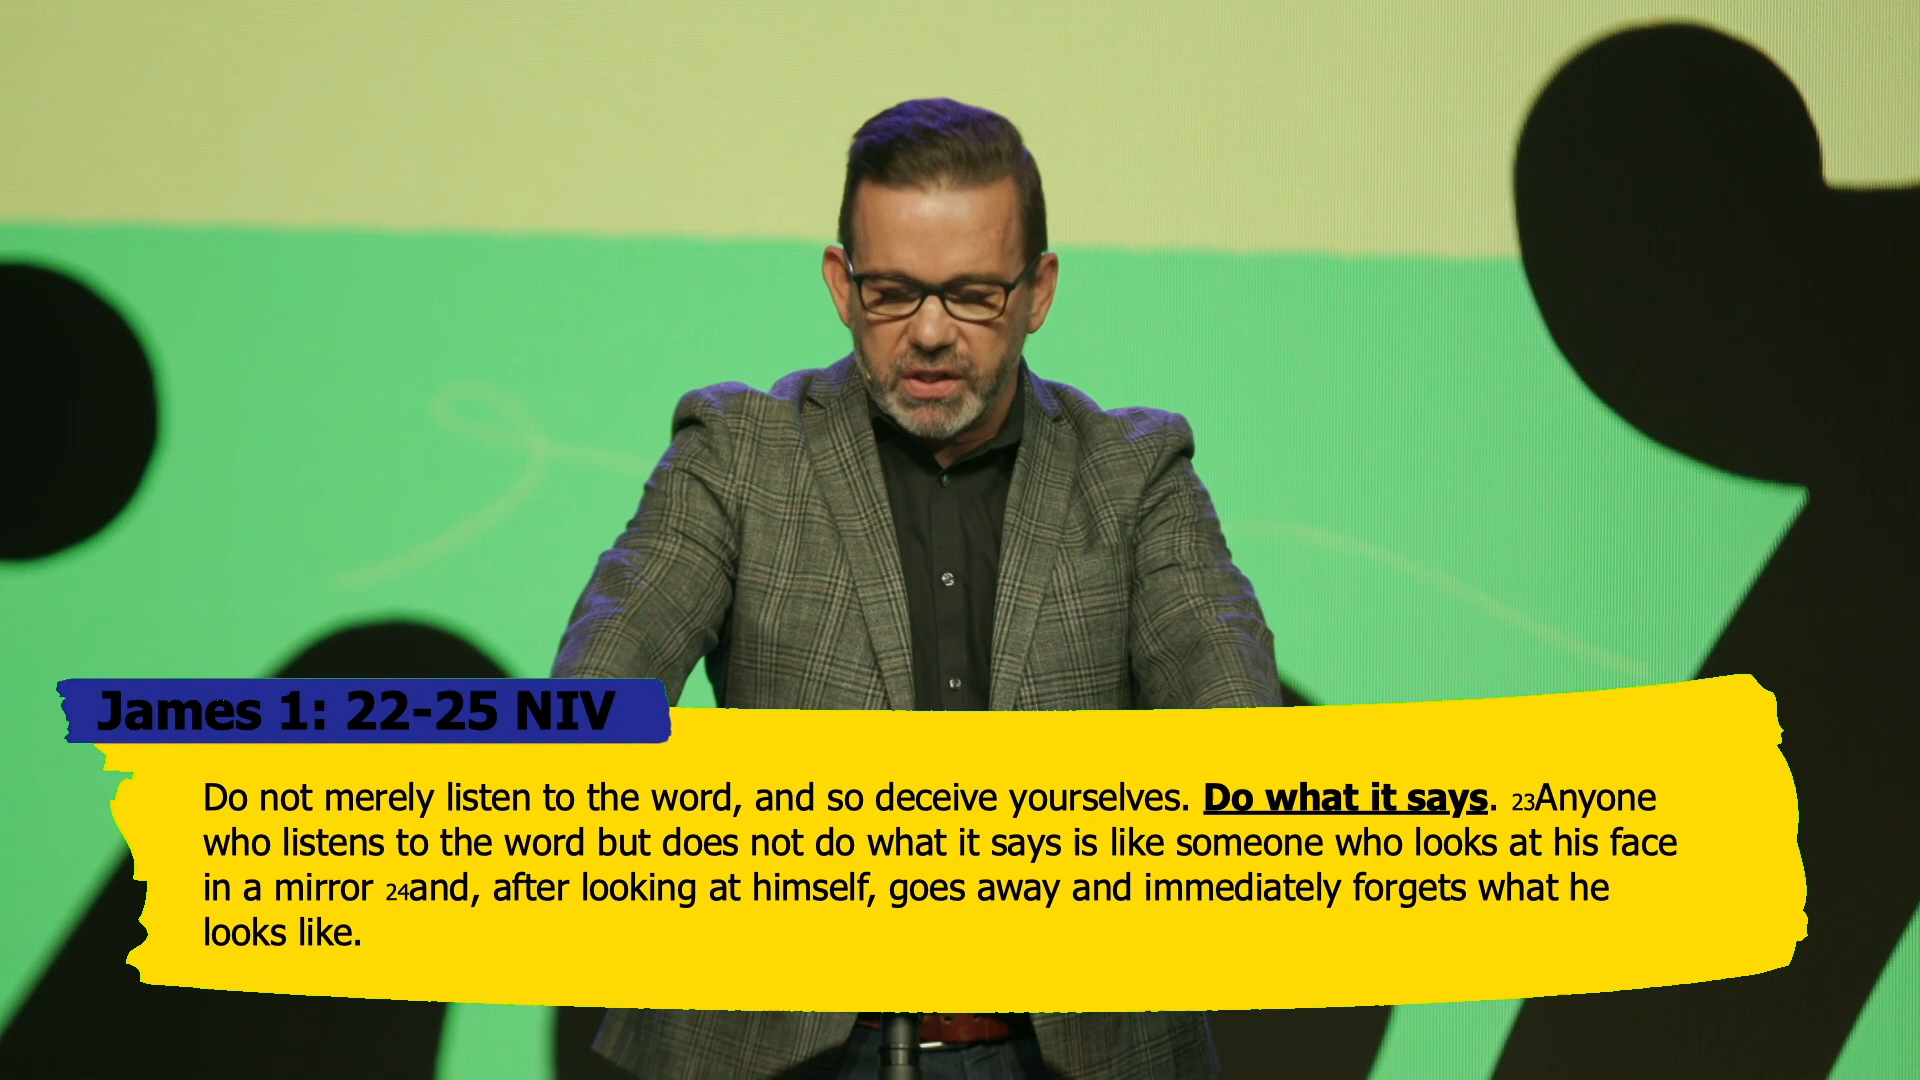 James 1: 22-25 NIV
Do not merely listen to the word, and so deceive yourselves. Do what it says. 23Anyone
who listens to the word but does not do what it says is like someone who looks at his face
in a mirror 24and, after looking at himself, goes away and immediately forgets what he
looks like.